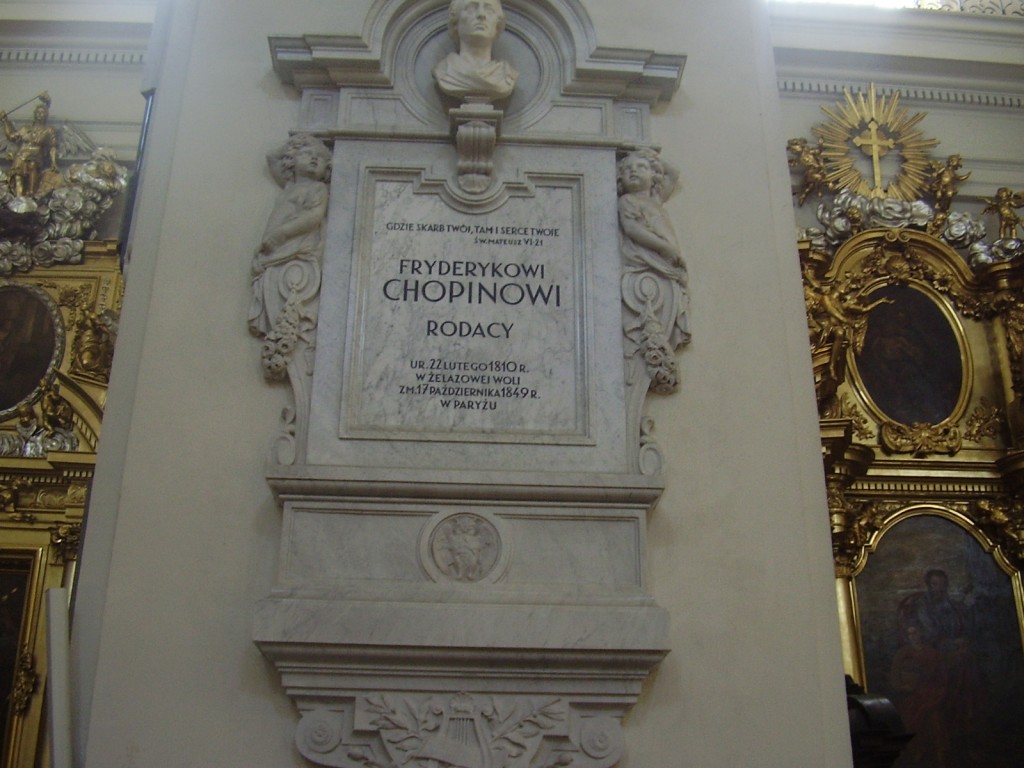 GDZIE SKARB TWÓJ, TAM I SERCE TWOJE
ŚW. MATEUSZ VI-21
FRYDERYKOWI
CHOPINOWI
RODACY
UR. 22 LUTEGO 1810 R.
W ŻELAZOWEJ WOLI
ZM. 17 PAŹDZIERNIKA 1849 R.
W PARYŻU